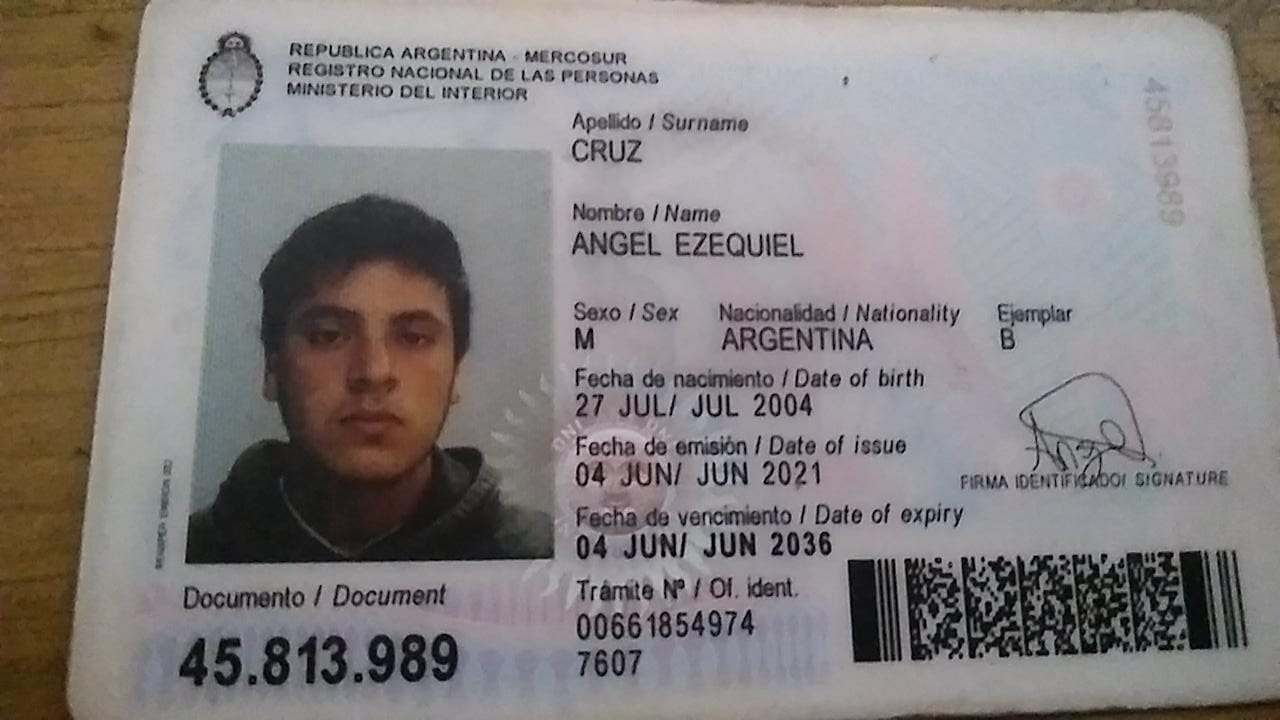 REPUBLICA ARGENTINA - MERCOSUR
REGISTRO NACIONAL DE LAS PERSONAS
MINISTERIO DEL INTERIOR
Apellido / Surname
CRUZ
Nombre / Name
ANGEL EZEQUIEL
Sexo / Sex Nacionalidad / Nationality Ejemplar
M ARGENTINA B
Fecha de nacimiento / Date of birth
27 JUL/ JUL 2004
Fecha de emisión / Date of issue
04 JUN/ JUN 2021
Angel
FIRMA IDENTIFICADO/ SIGNATURE
Fecha de vencimiento / Date of expiry
04 JUN/ JUN 2036
Documento / Document
45.813.989
Trámite Nº / Of. ident.
00661854974
7607
45813989
DNI DNI